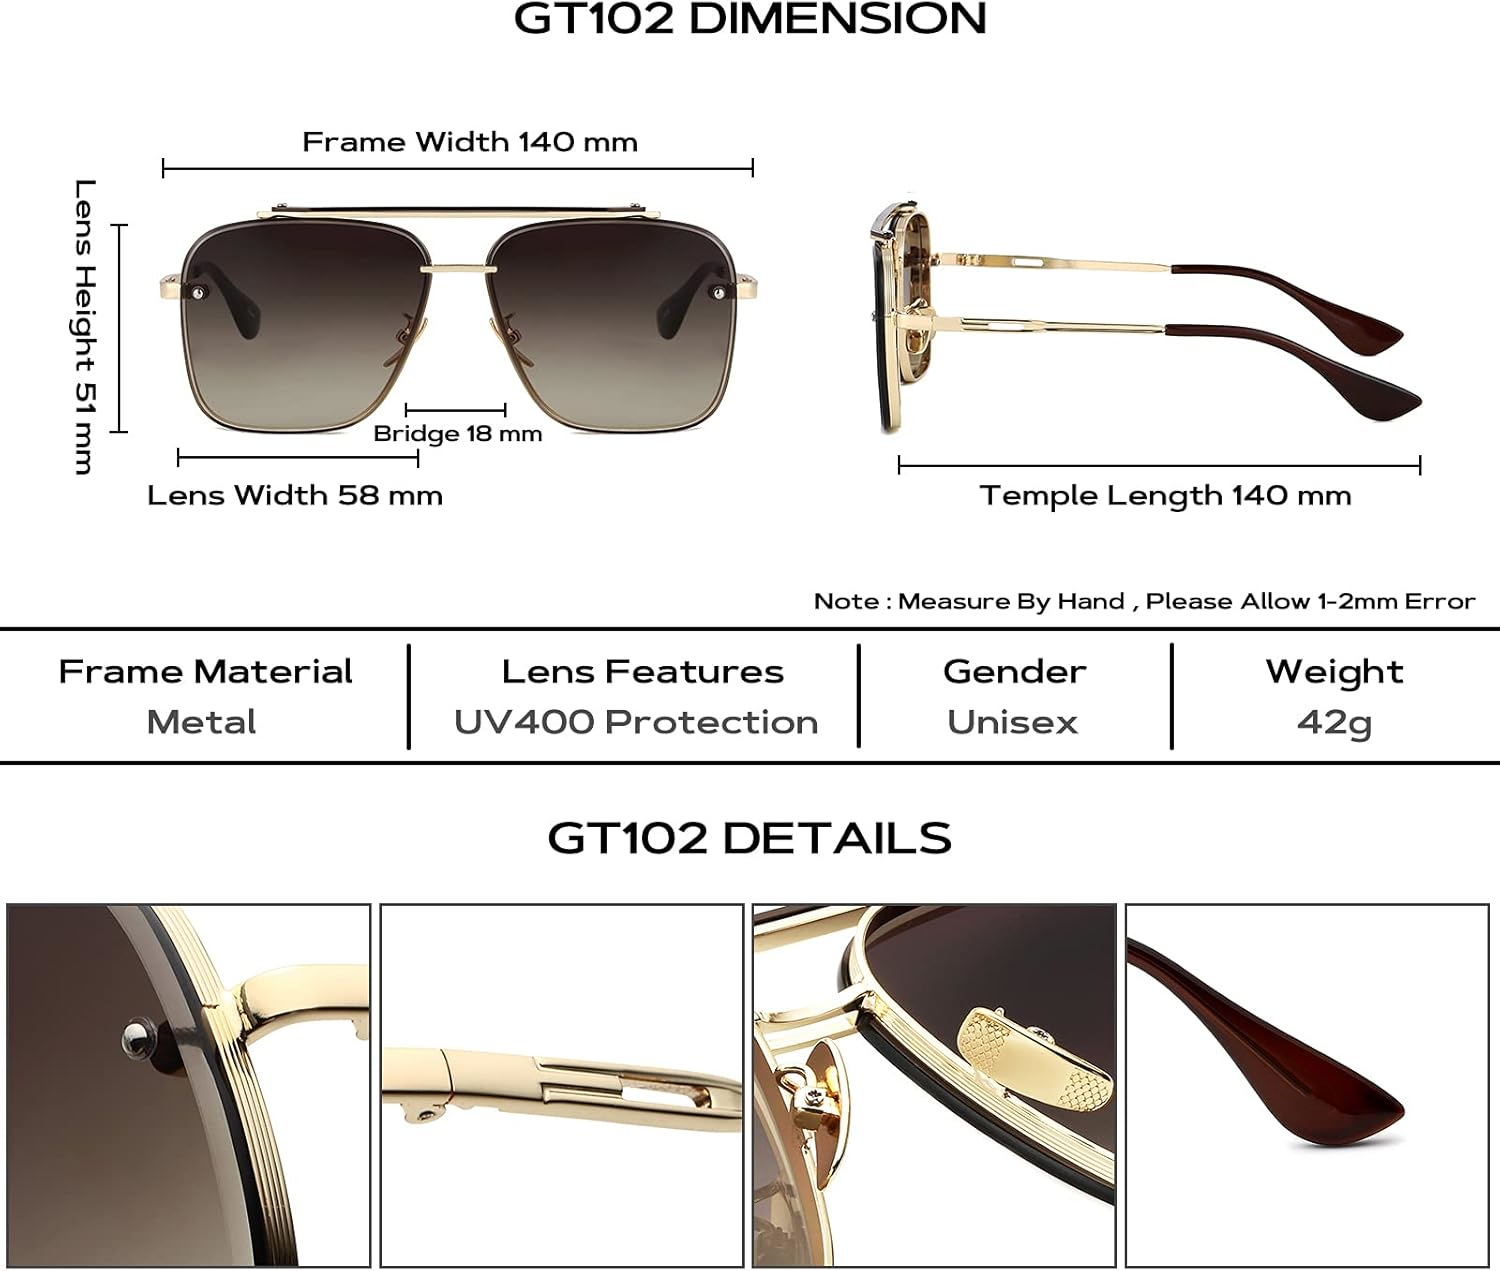 GT102 DIMENSION
Frame Width 140 mm
Lens Height 51 mm
Bridge 18 mm
Lens Width 58 mm
Temple Length 140 mm
Note : Measure By Hand , Please Allow 1-2mm Error
Frame Material
Metal
Lens Features
UV400 Protection
Gender
Unisex
Weight
42g
GT102 DETAILS